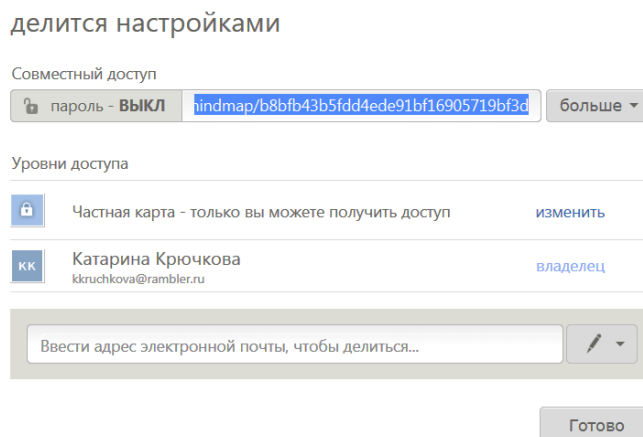 делится настройками
Совместный доступ
пароль - ВЫКЛ
indmap/b8bfb43b5fdd4ede91bf16905719bf3d
больше
Уровни доступа
Частная карта - только вы можете получить доступ
изменить
КК
Катарина Крючкова
владелец
kkruchkova@rambler.ru
Ввести адрес электронной почты, чтобы делиться...
Готово